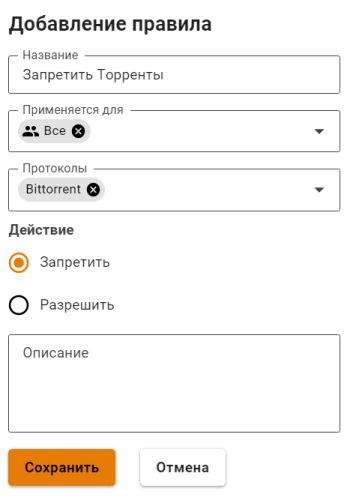 Добавление правила
Название
Запретить Торренты
Применяется для
Все
Протоколы
Bittorrent
Действие
Запретить
Разрешить
Описание
Сохранить
Отмена